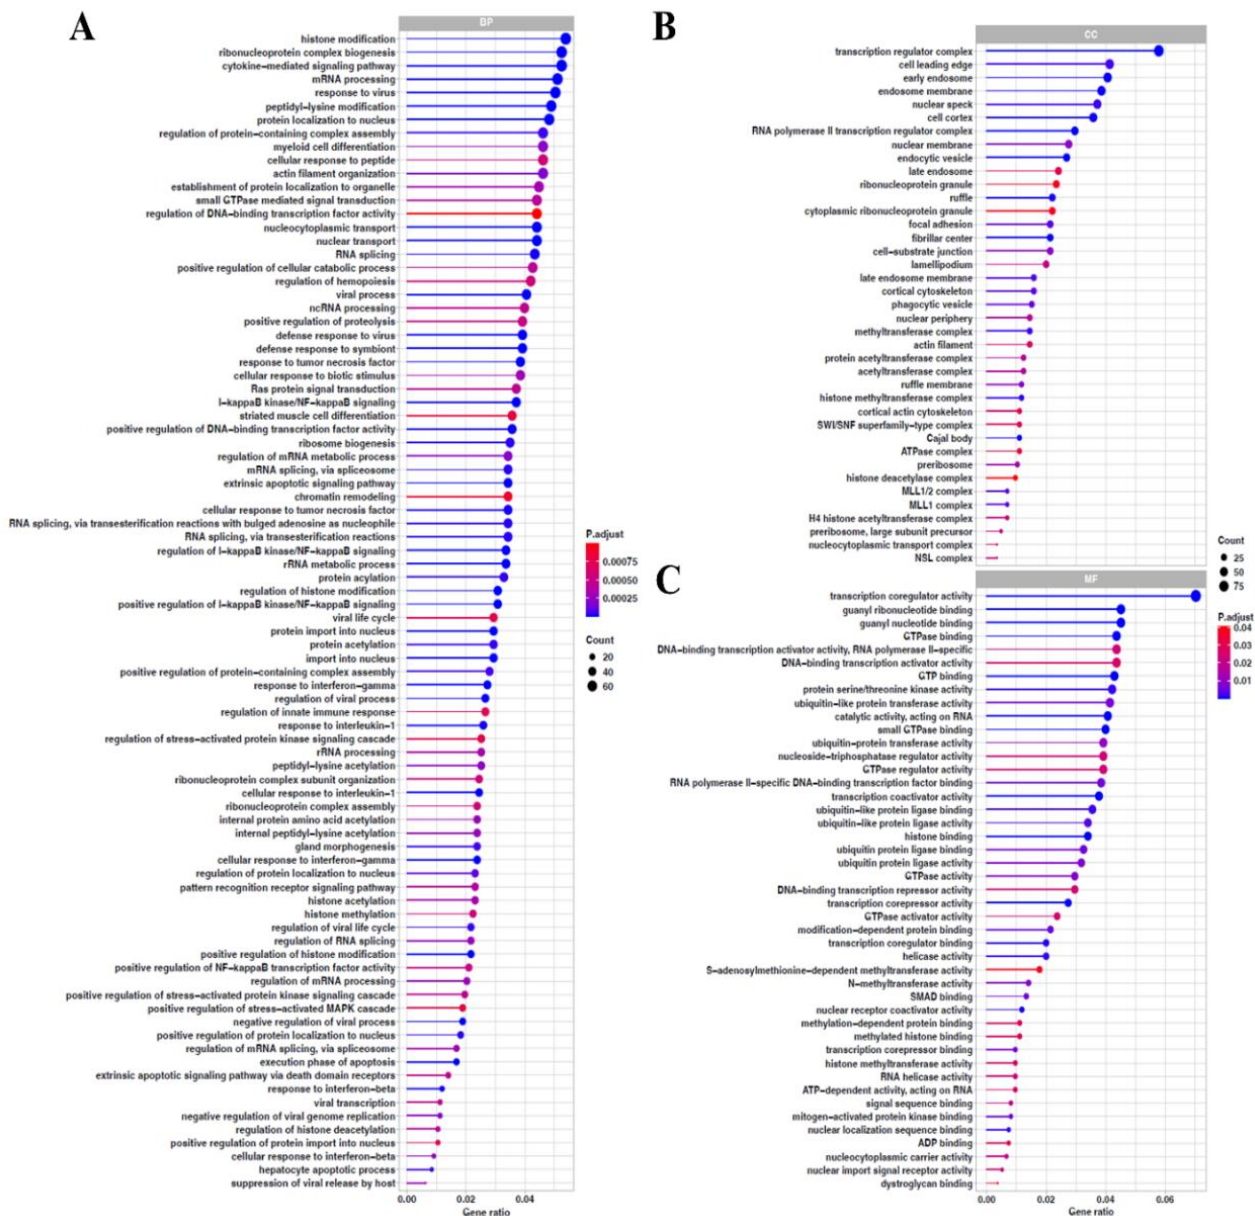 A
BP
histone modification
ribonucleoprotein complex biogenesis
cytokine−mediated signaling pathway
mRNA processing
response to virus
peptidyl−lysine modification
protein localization to nucleus
regulation of protein−containing complex assembly
myeloid cell differentiation
cellular response to peptide
actin filament organization
establishment of protein localization to organelle
small GTPase mediated signal transduction
regulation of DNA−binding transcription factor activity
nucleocytoplasmic transport
nuclear transport
RNA splicing
positive regulation of cellular catabolic process
regulation of hemopoiesis
viral process
ncRNA processing
positive regulation of proteolysis
defense response to virus
defense response to symbiont
response to tumor necrosis factor
cellular response to biotic stimulus
Ras protein signal transduction
I−kappaB kinase/NF−kappaB signaling
striated muscle cell differentiation
positive regulation of DNA−binding transcription factor activity
ribosome biogenesis
regulation of mRNA metabolic process
mRNA splicing, via spliceosome
extrinsic apoptotic signaling pathway
chromatin remodeling
cellular response to tumor necrosis factor
RNA splicing, via transesterification reactions with bulged adenosine as nucleophile
RNA splicing, via transesterification reactions
regulation of I−kappaB kinase/NF−kappaB signaling
rRNA metabolic process
protein acylation
regulation of histone modification
positive regulation of I−kappaB kinase/NF−kappaB signaling
viral life cycle
protein import into nucleus
protein acetylation
import into nucleus
positive regulation of protein−containing complex assembly
response to interferon−gamma
regulation of viral process
regulation of innate immune response
response to interleukin−1
regulation of stress−activated protein kinase signaling cascade
rRNA processing
peptidyl−lysine acetylation
ribonucleoprotein complex subunit organization
cellular response to interleukin−1
ribonucleoprotein complex assembly
internal protein amino acid acetylation
internal peptidyl−lysine acetylation
gland morphogenesis
cellular response to interferon−gamma
regulation of protein localization to nucleus
pattern recognition receptor signaling pathway
histone acetylation
histone methylation
regulation of viral life cycle
regulation of RNA splicing
positive regulation of histone modification
positive regulation of NF−kappaB transcription factor activity
regulation of mRNA processing
positive regulation of stress−activated protein kinase signaling cascade
positive regulation of stress−activated MAPK cascade
negative regulation of viral process
positive regulation of protein localization to nucleus
regulation of mRNA splicing, via spliceosome
execution phase of apoptosis
extrinsic apoptotic signaling pathway via death domain receptors
response to interferon−beta
viral transcription
negative regulation of viral genome replication
regulation of histone deacetylation
positive regulation of protein import into nucleus
cellular response to interferon−beta
hepatocyte apoptotic process
suppression of viral release by host
0.00 0.02 0.04
Gene ratio
P.adjust
0.00075
0.00050
0.00025
Count
20
40
60
B
CC
transcription regulator complex
cell leading edge
early endosome
endosome membrane
nuclear speck
cell cortex
RNA polymerase II transcription regulator complex
nuclear membrane
endocytic vesicle
late endosome
ribonucleoprotein granule
ruffle
cytoplasmic ribonucleoprotein granule
focal adhesion
fibrillar center
cell−substrate junction
lamellipodium
late endosome membrane
cortical cytoskeleton
phagocytic vesicle
nuclear periphery
methyltransferase complex
actin filament
protein acetyltransferase complex
acetyltransferase complex
ruffle membrane
histone methyltransferase complex
cortical actin cytoskeleton
SWI/SNF superfamily−type complex
Cajal body
ATPase complex
preribosome
histone deacetylase complex
MLL1/2 complex
MLL1 complex
H4 histone acetyltransferase complex
preribosome, large subunit precursor
nucleocytoplasmic transport complex
NSL complex
C
MF
transcription coregulator activity
guanyl ribonucleotide binding
guanyl nucleotide binding
GTPase binding
DNA−binding transcription activator activity, RNA polymerase II−specific
DNA−binding transcription activator activity
GTP binding
protein serine/threonine kinase activity
ubiquitin−like protein transferase activity
catalytic activity, acting on RNA
small GTPase binding
ubiquitin−protein transferase activity
nucleoside−triphosphatase regulator activity
GTPase regulator activity
RNA polymerase II−specific DNA−binding transcription factor binding
transcription coactivator activity
ubiquitin−like protein ligase binding
ubiquitin−like protein ligase activity
histone binding
ubiquitin protein ligase binding
ubiquitin protein ligase activity
GTPase activity
DNA−binding transcription repressor activity
transcription corepressor activity
GTPase activator activity
modification−dependent protein binding
transcription coregulator binding
helicase activity
S−adenosylmethionine−dependent methyltransferase activity
N−methyltransferase activity
SMAD binding
nuclear receptor coactivator activity
methylation−dependent protein binding
methylated histone binding
transcription corepressor binding
histone methyltransferase activity
RNA helicase activity
ATP−dependent activity, acting on RNA
signal sequence binding
mitogen−activated protein kinase binding
nuclear localization sequence binding
ADP binding
nucleocytoplasmic carrier activity
nuclear import signal receptor activity
dystroglycan binding
0.00 0.02 0.04 0.06
Gene ratio
Count
25
50
75
P.adjust
0.04
0.03
0.02
0.01